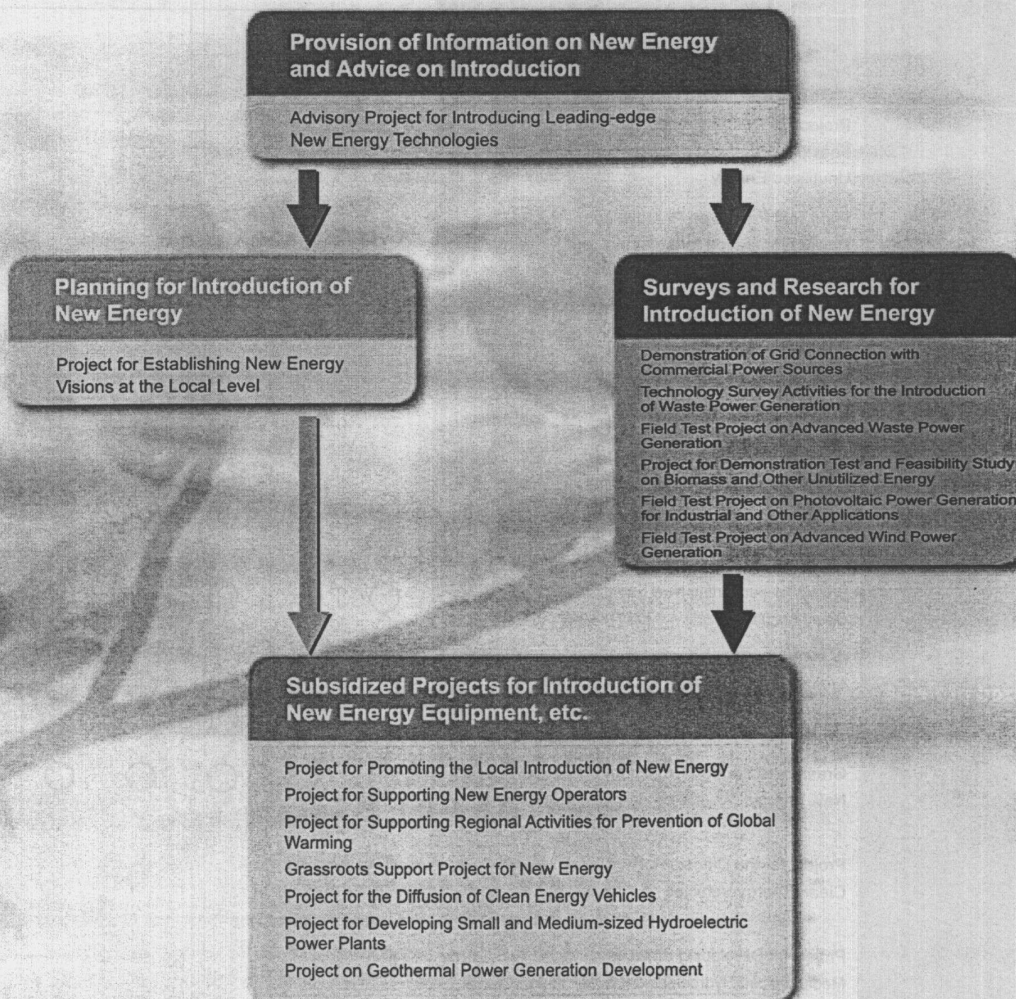 Provision of Information on New Energy
and Advice on Introduction
Advisory Project for Introducing Leading-edge
New Energy Technologies
Planning for Introduction of
New Energy
Project for Establishing New Energy
Visions at the Local Level
Surveys and Research for
Introduction of New Energy
Demonstration of Grid Connection with
Commercial Power Sources
Technology Survey Activities for the Introduction
of Waste Power Generation
Field Test Project on Advanced Waste Power
Generation
Project for Demonstration Test and Feasibility Study
on Biomass and Other Unutilized Energy
Field Test Project on Photovoltaic Power Generation
for Industrial and Other Applications
Field Test Project on Advanced Wind Power
Generation
Subsidized Projects for Introduction of
New Energy Equipment, etc.
Project for Promoting the Local Introduction of New Energy
Project for Supporting New Energy Operators
Project for Supporting Regional Activities for Prevention of Global
Warming
Grassroots Support Project for New Energy
Project for the Diffusion of Clean Energy Vehicles
Project for Developing Small and Medium-sized Hydroelectric
Power Plants
Project on Geothermal Power Generation Development